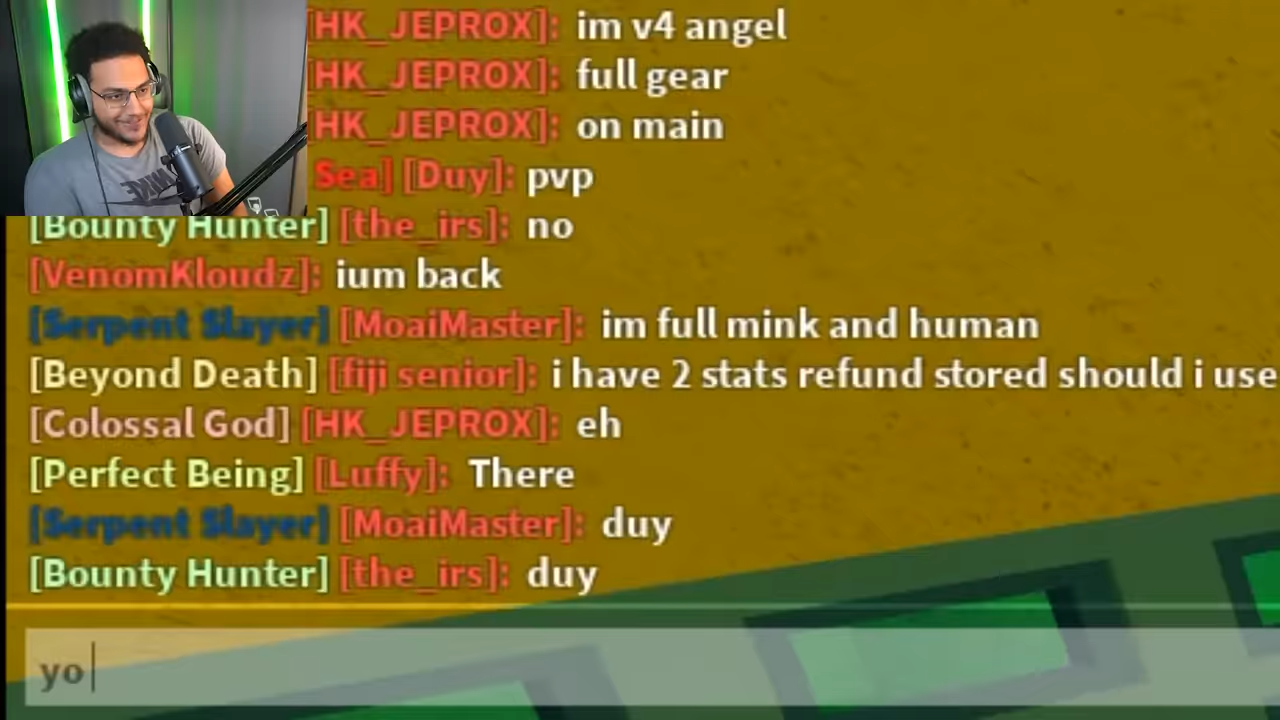 [HK_JEPROX]: im v4 angel
[HK_JEPROX]: full gear
[HK_JEPROX]: on main
Sea] [Duy]: pvp
[Bounty Hunter] [the_irs]: no
[VenomKloudz]: ium back
[Serpent Slayer] [MoaiMaster]: im full mink and human
[Beyond Death] [fiji senior]: i have 2 stats refund stored should i use
[Colossal God] [HK_JEPROX]: eh
[Perfect Being] [Luffy]: There
[Serpent Slayer] [MoaiMaster]: duy
[Bounty Hunter] [the_irs]: duy
yo